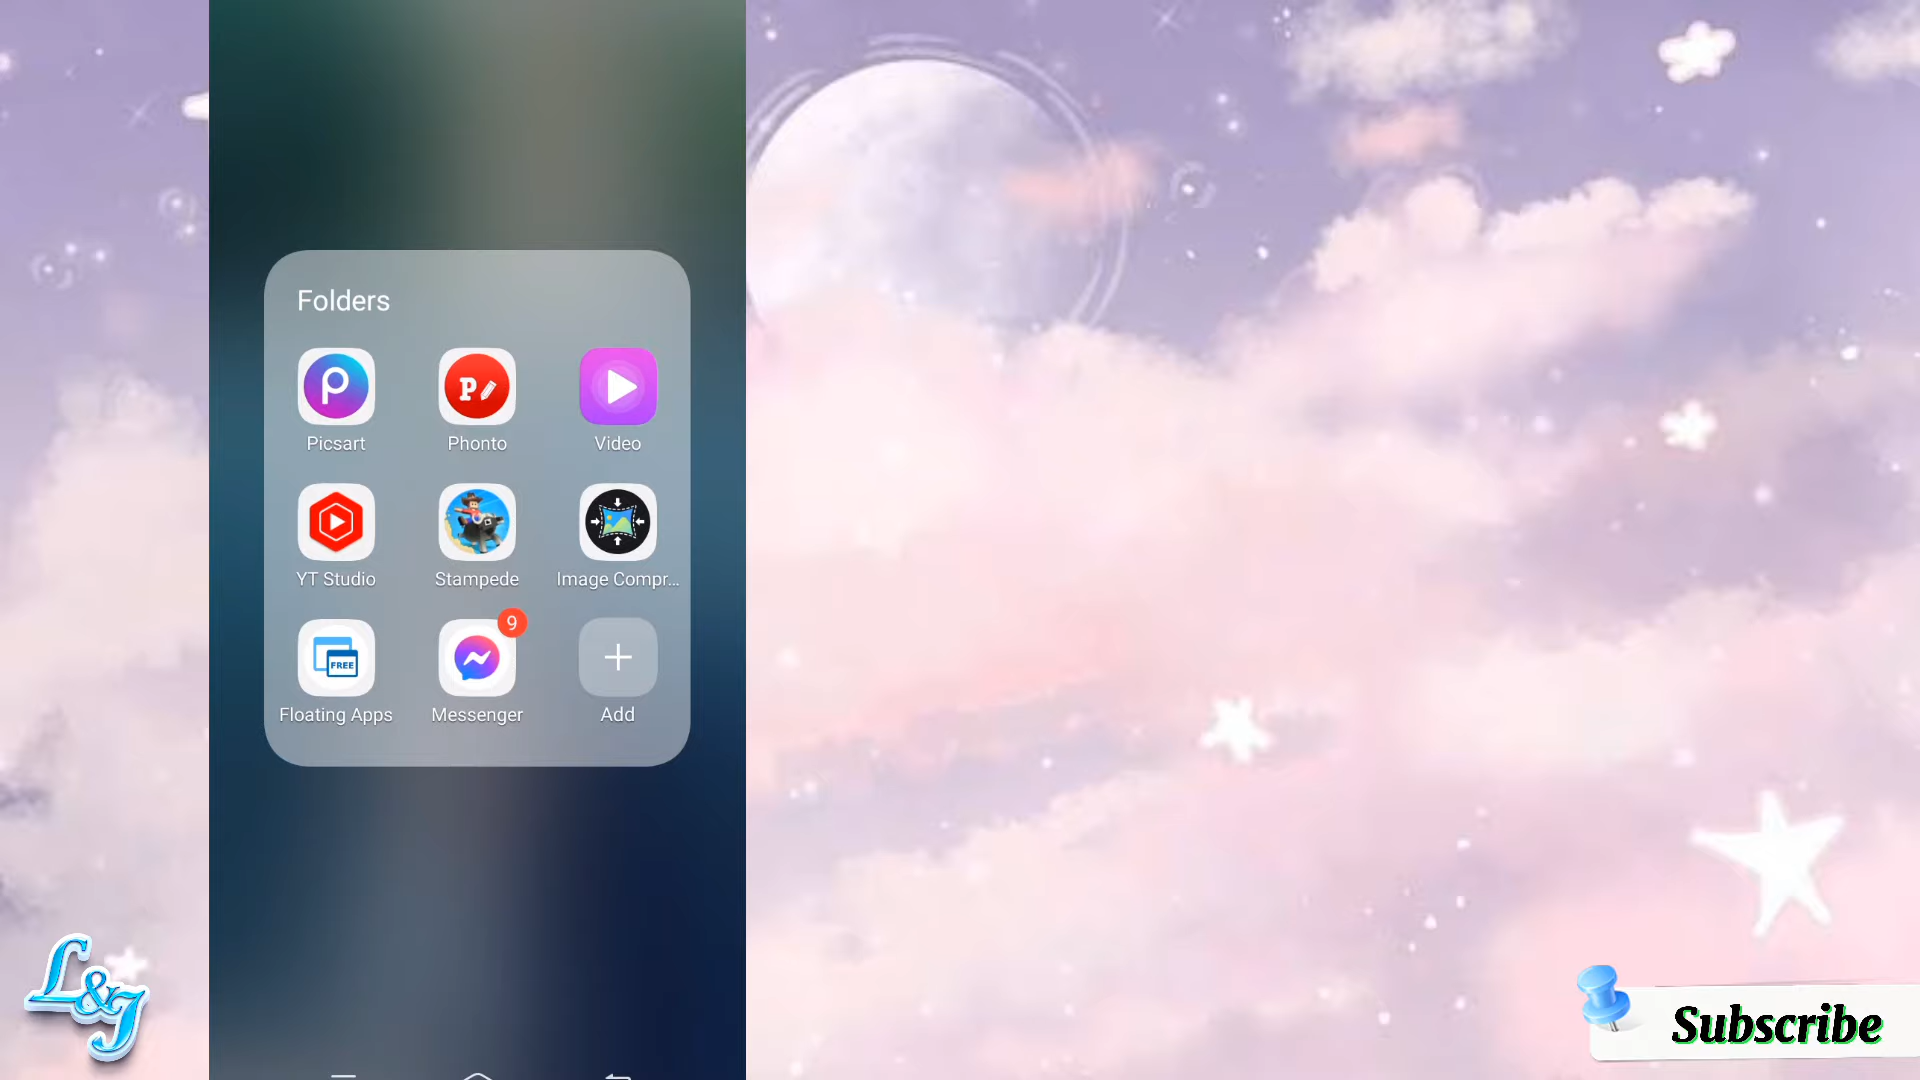 Folders
Picsart
Phonto
Video
YT Studio
Stampede
Image Compr...
FREE
9
Floating Apps
Messenger
Add
L&J
Subscribe